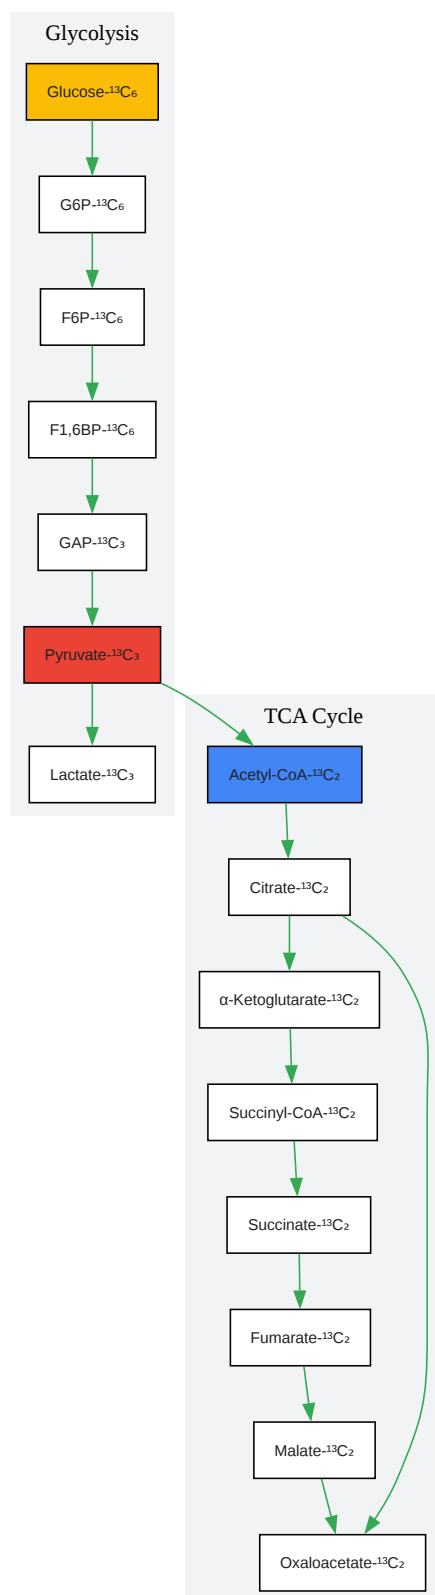 Glycolysis
Glucose-¹³C₆
G6P-¹³C₆
F6P-¹³C₆
F1,6BP-¹³C₆
GAP-¹³C₃
Pyruvate-¹³C₃
Lactate-¹³C₃
TCA Cycle
Acetyl-CoA-¹³C₂
Citrate-¹³C₂
α-Ketoglutarate-¹³C₂
Succinyl-CoA-¹³C₂
Succinate-¹³C₂
Fumarate-¹³C₂
Malate-¹³C₂
Oxaloacetate-¹³C₂